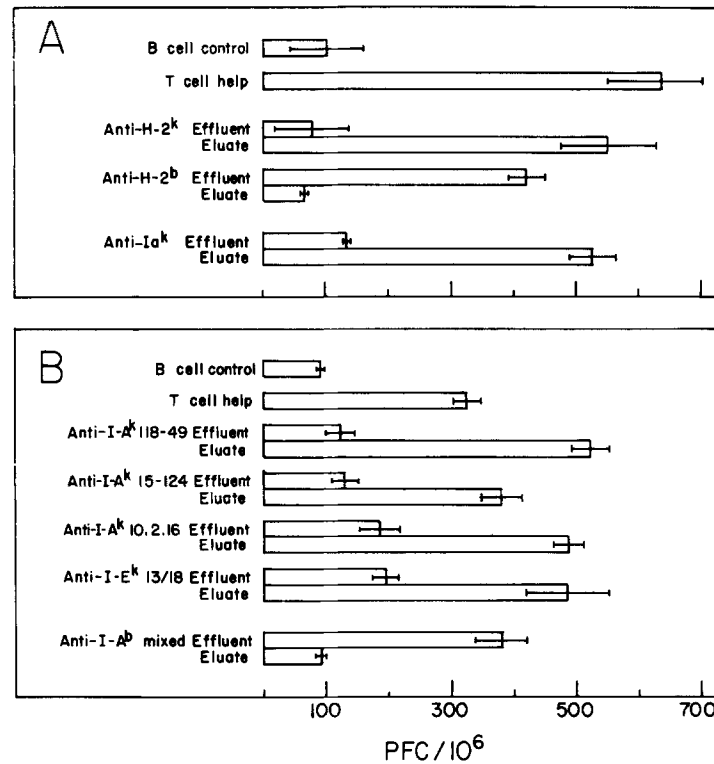 A
B cell control
T cell help
Anti-H-2ᵏ Effluent
Eluate
Anti-H-2ᵇ Effluent
Eluate
Anti-Iaᵏ Effluent
Eluate
B
B cell control
T cell help
Anti-I-Aᵏ 118-49 Effluent
Eluate
Anti-I-Aᵏ 15-124 Effluent
Eluate
Anti-I-Aᵏ 10.2.16 Effluent
Eluate
Anti-I-Eᵏ 13/18 Effluent
Eluate
Anti-I-Aᵇ mixed Effluent
Eluate
100 300 500 700
PFC/10⁶